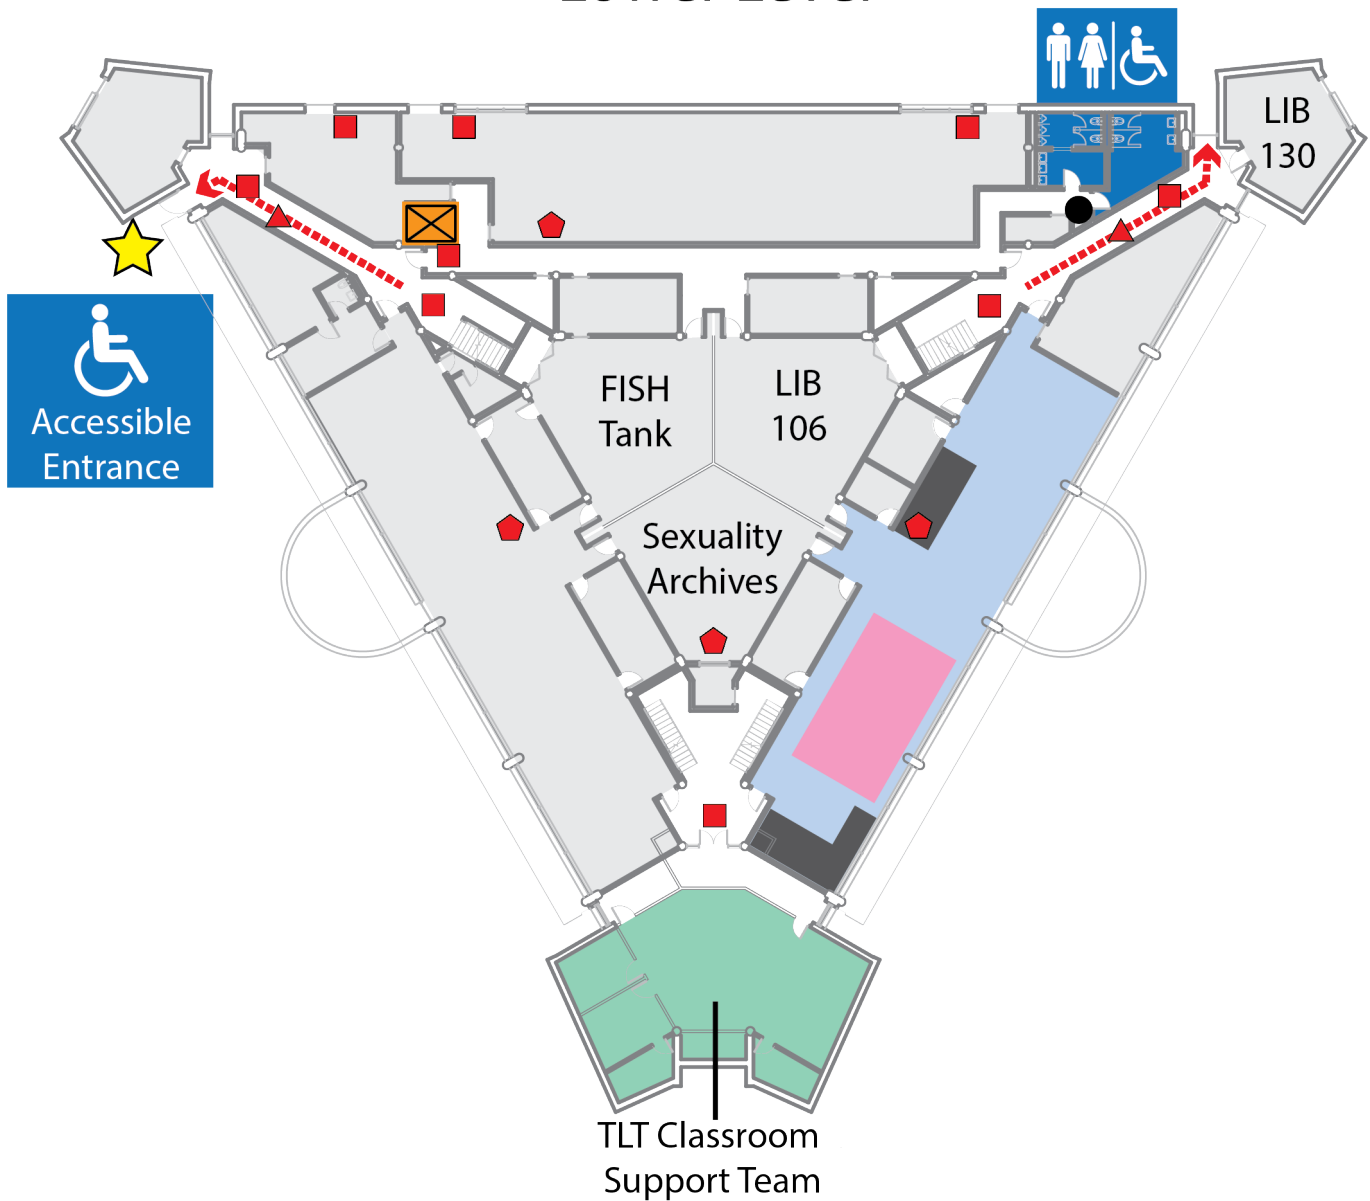 LIB
130
FISH
Tank
LIB
106
Accessible
Entrance
Sexuality
Archives
TLT Classroom
Support Team